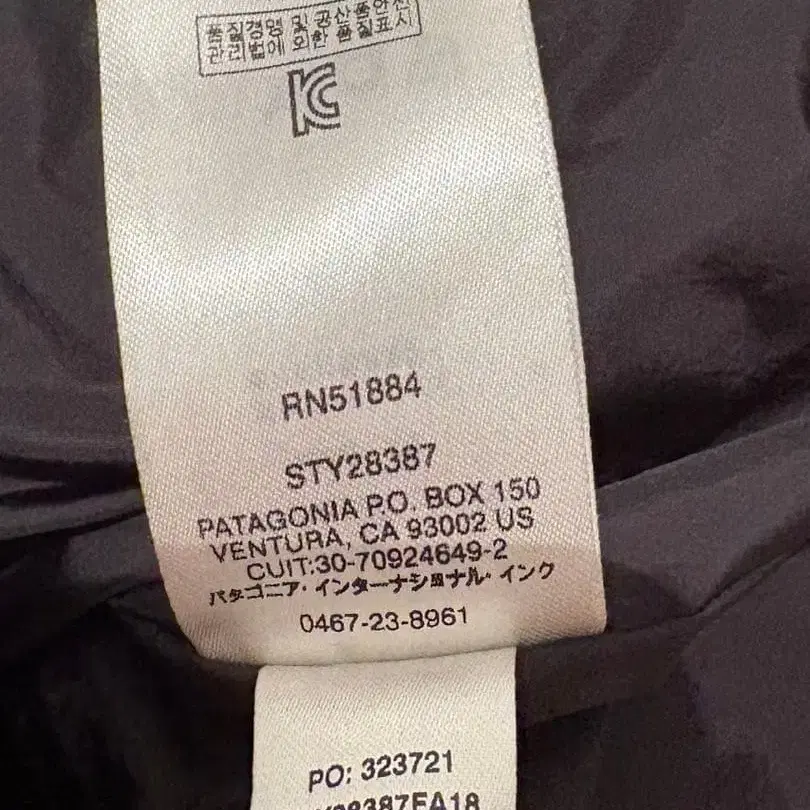 품질경영 및 공산품안전
관리법에 의한 품질표시
RN51884
STY28387
PATAGONIA P.O. BOX 150
VENTURA, CA 93002 US
CUIT:30-70924649-2
パタゴニア・インターナショナル・インク
0467-23-8961
PO: 323721
28387FA18